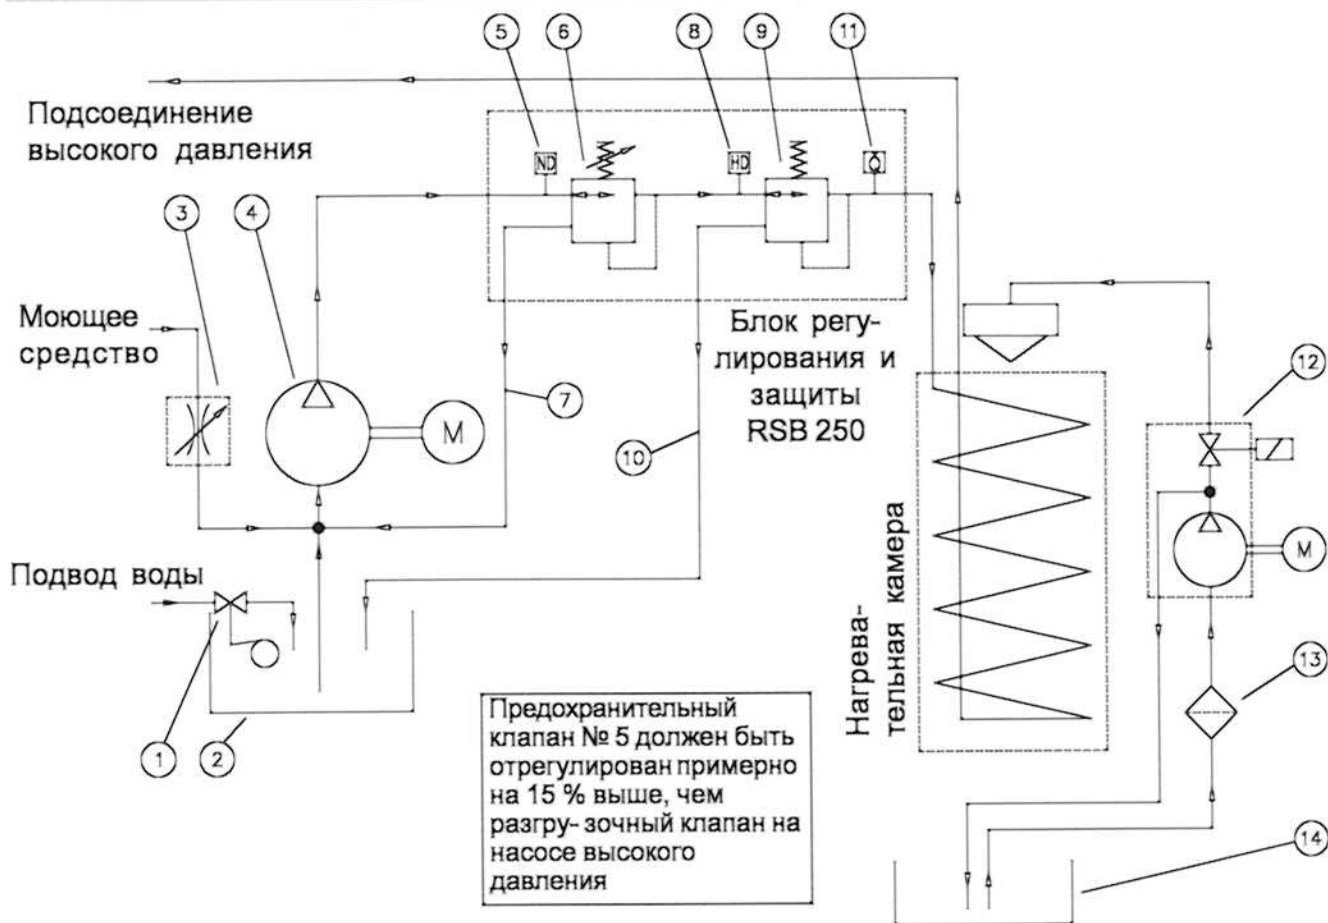 5
6
8
9
11
Подсоединение
высокого давления
3
4
ND
HD
Q
Моющее
средство
M
7
10
Блок регу-
лирования и
защиты
RSB 250
12
M
Подвод воды
1
2
Нагрева-
тельная камера
13
14
Предохранительный
клапан № 5 должен быть
отрегулирован примерно
на 15 % выше, чем
разгру- зочный клапан на
насосе высокого
давления